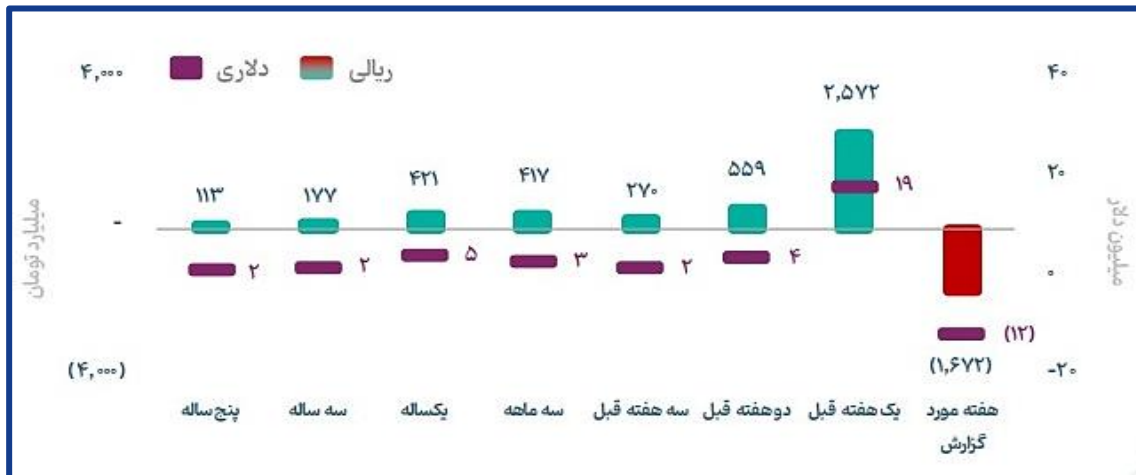 ریالی
دلاری
۴,۰۰۰
-
(۴,۰۰۰)
میلیارد تومان
۴۰
۲۰
۰
-۲۰
میلیون دلار
۱۱۳
۱۷۷
۴۲۱
۴۱۷
۲۷۰
۵۵۹
۲,۵۷۲
(۱,۶۷۲)
۲
۲
۵
۳
۲
۴
۱۹
(۱۲)
پنج ساله
سه ساله
یکساله
سه ماهه
سه هفته قبل
دو هفته قبل
یک هفته قبل
هفته مورد
گزارش